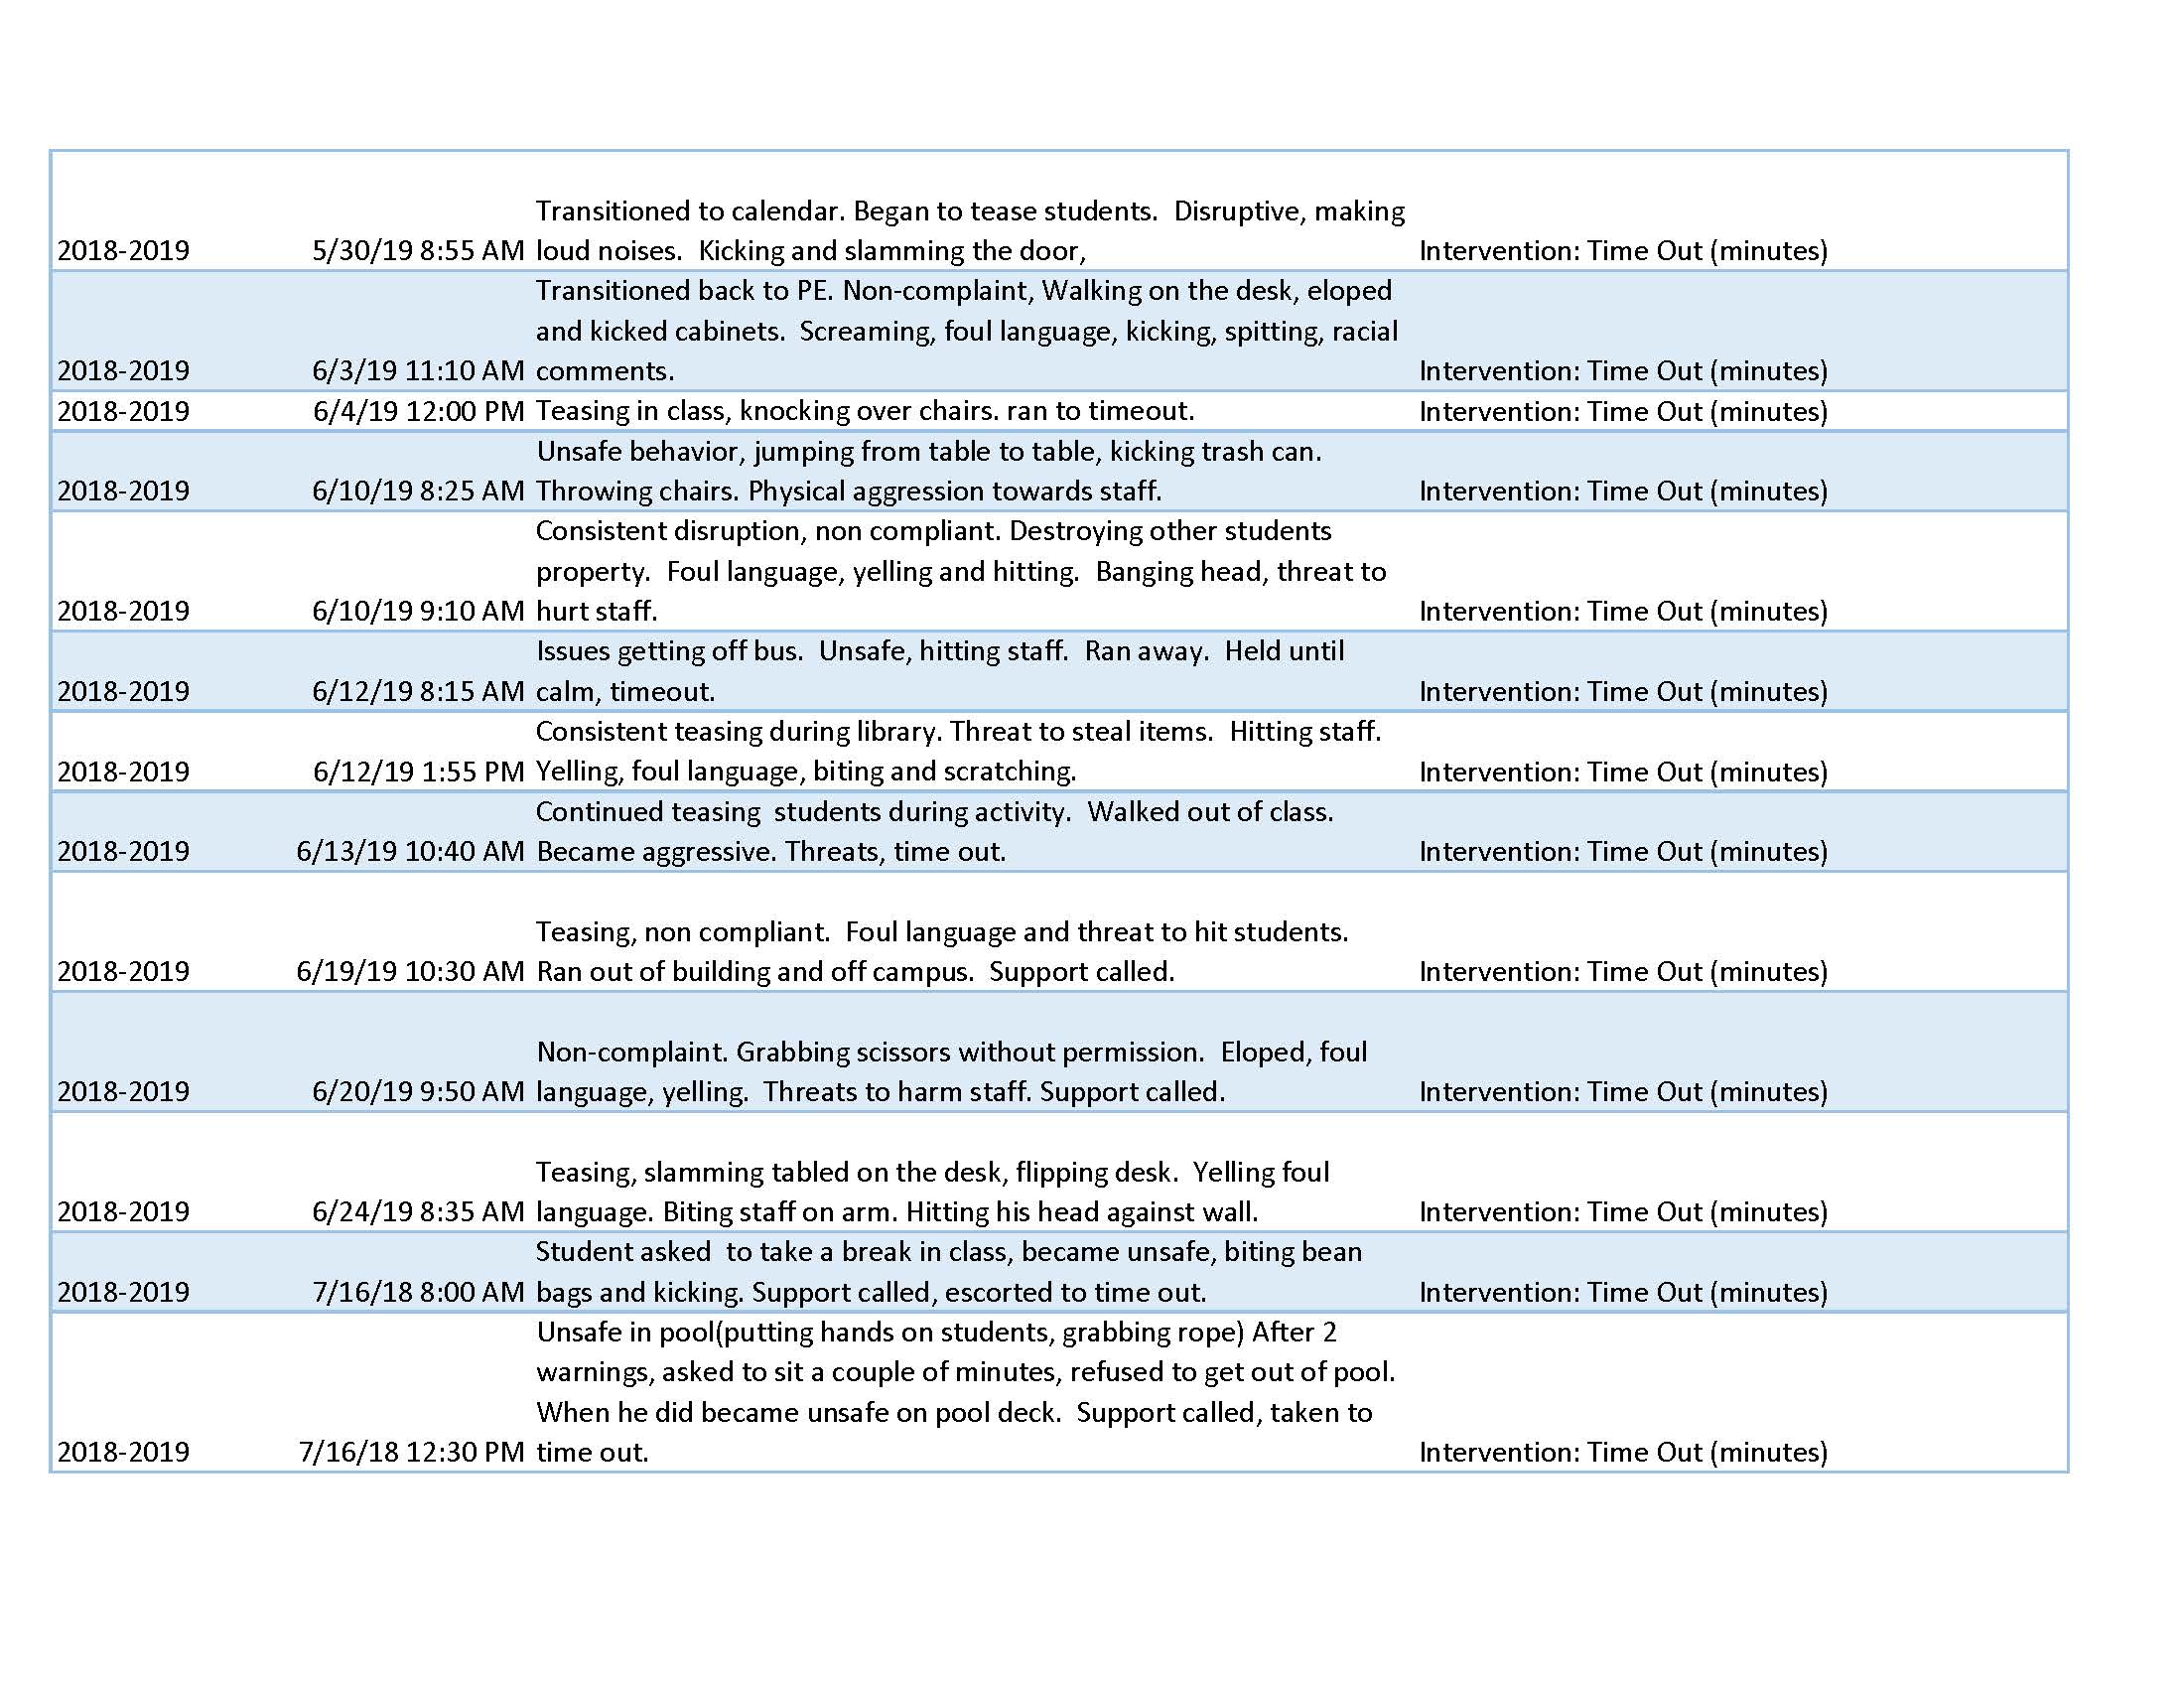 Transitioned to calendar. Began to tease students.  Disruptive, making
2018-2019 5/30/19 8:55 AM loud noises.  Kicking and slamming the door, Intervention: Time Out (minutes)
Transitioned back to PE. Non-complaint, Walking on the desk, eloped
and kicked cabinets.  Screaming, foul language, kicking, spitting, racial
2018-2019 6/3/19 11:10 AM comments. Intervention: Time Out (minutes)
2018-2019 6/4/19 12:00 PM Teasing in class, knocking over chairs. ran to timeout. Intervention: Time Out (minutes)
Unsafe behavior, jumping from table to table, kicking trash can.
2018-2019 6/10/19 8:25 AM Throwing chairs. Physical aggression towards staff. Intervention: Time Out (minutes)
Consistent disruption, non compliant. Destroying other students
property.  Foul language, yelling and hitting.  Banging head, threat to
2018-2019 6/10/19 9:10 AM hurt staff. Intervention: Time Out (minutes)
Issues getting off bus.  Unsafe, hitting staff.  Ran away.  Held until
2018-2019 6/12/19 8:15 AM calm, timeout. Intervention: Time Out (minutes)
Consistent teasing during library. Threat to steal items.  Hitting staff.
2018-2019 6/12/19 1:55 PM Yelling, foul language, biting and scratching. Intervention: Time Out (minutes)
Continued teasing  students during activity.  Walked out of class.
2018-2019 6/13/19 10:40 AM Became aggressive. Threats, time out. Intervention: Time Out (minutes)
Teasing, non compliant.  Foul language and threat to hit students.
2018-2019 6/19/19 10:30 AM Ran out of building and off campus.  Support called. Intervention: Time Out (minutes)
Non-complaint. Grabbing scissors without permission.  Eloped, foul
2018-2019 6/20/19 9:50 AM language, yelling.  Threats to harm staff. Support called. Intervention: Time Out (minutes)
Teasing, slamming tabled on the desk, flipping desk.  Yelling foul
2018-2019 6/24/19 8:35 AM language. Biting staff on arm. Hitting his head against wall. Intervention: Time Out (minutes)
Student asked  to take a break in class, became unsafe, biting bean
2018-2019 7/16/18 8:00 AM bags and kicking. Support called, escorted to time out. Intervention: Time Out (minutes)
Unsafe in pool(putting hands on students, grabbing rope) After 2
warnings, asked to sit a couple of minutes, refused to get out of pool.
When he did became unsafe on pool deck.  Support called, taken to
2018-2019 7/16/18 12:30 PM time out. Intervention: Time Out (minutes)